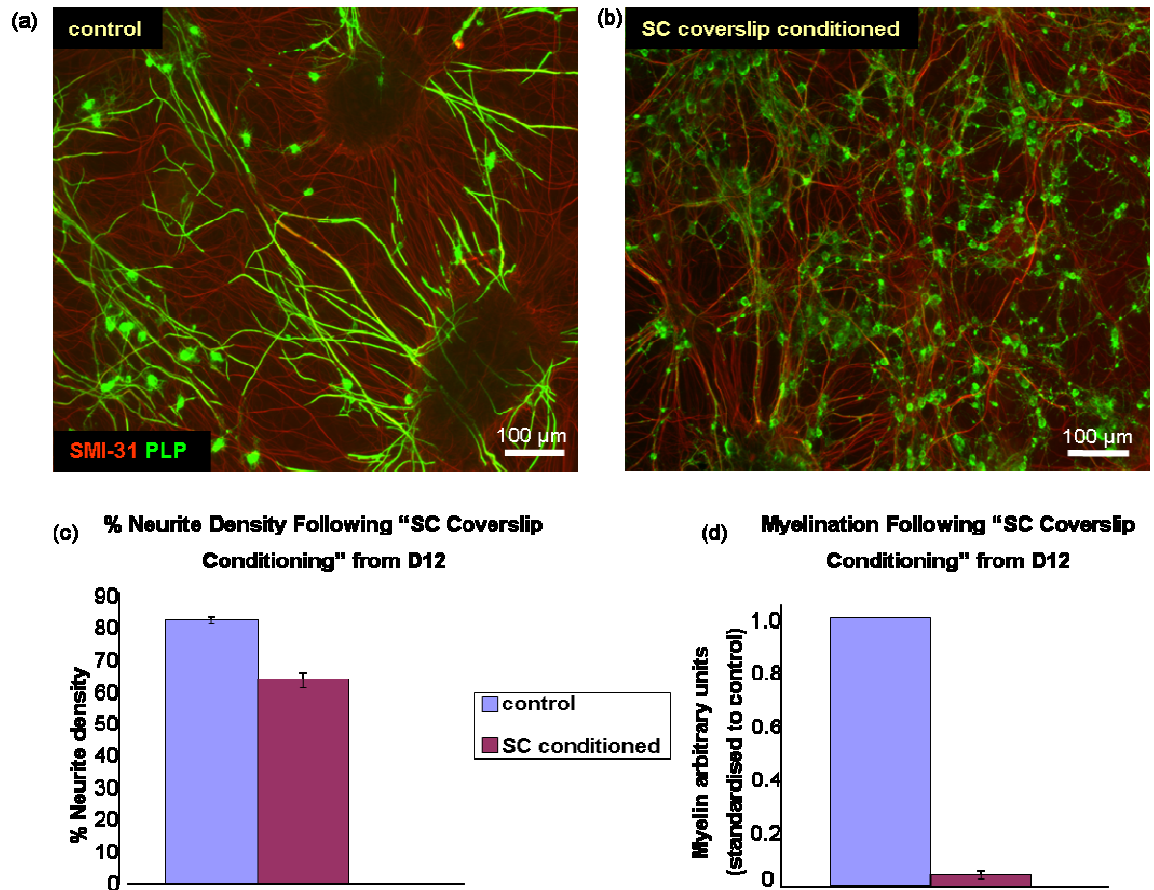 (a)
control
SMI-31 PLP
100 µm
(b)
SC coverslip conditioned
100 µm
(c)
% Neurite Density Following “SC Coverslip
Conditioning” from D12
% Neurite density
90
80
70
60
50
40
30
20
10
0
control
SC conditioned
(d)
Myelination Following “SC Coverslip
Conditioning” from D12
Myelin arbitrary units
(standardised to control)
1.0
0.8
0.6
0.4
0.2
0